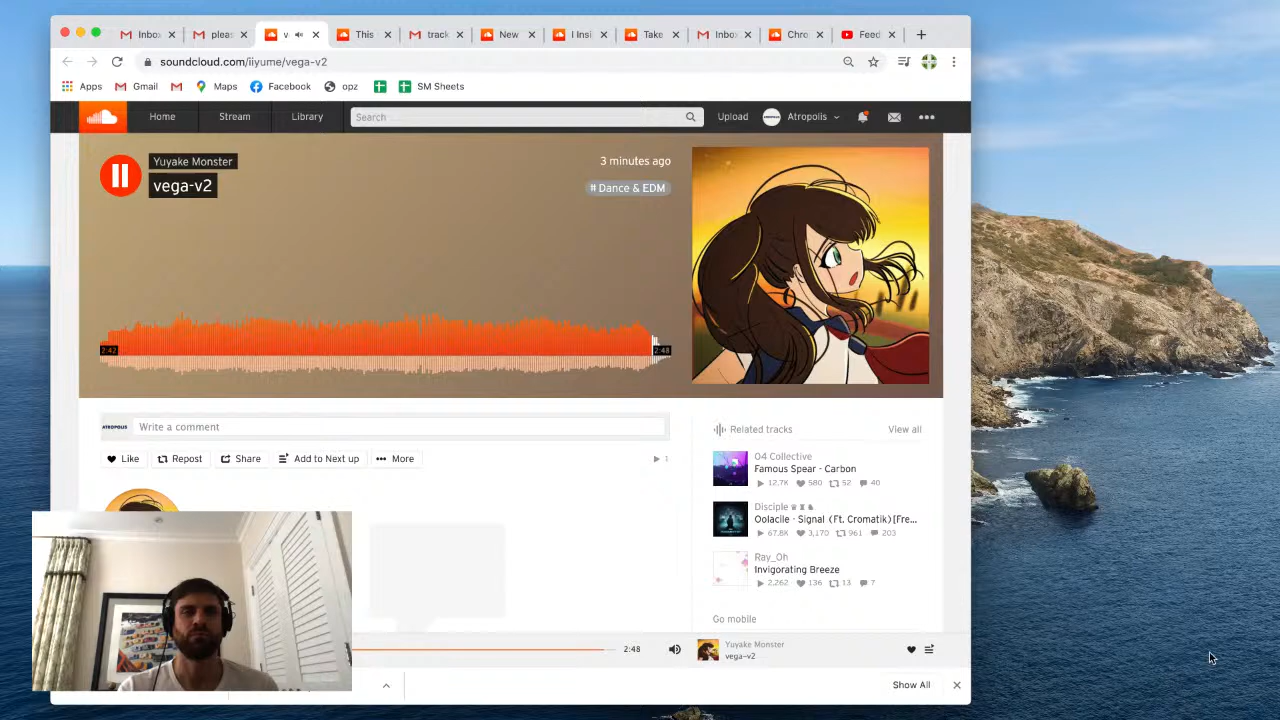 Inbox
pleas
v
This
track
New
I Insi
Take
Inbox
Chro
Feed
soundcloud.com/iiyume/vega-v2
Apps Gmail Maps Facebook opz SM Sheets
Home Stream Library Search Upload Atropolis
Yuyake Monster
vega-v2
3 minutes ago
# Dance & EDM
2:42
2:48
ATROPOLIS Write a comment
Like Repost Share Add to Next up More
1
Related tracks View all
04 Collective
Famous Spear - Carbon
12.7K 580 52 40
Disciple
Oolacile - Signal (Ft. Cromatik)[Fre...
67.8K 3,170 961 203
Ray_Oh
Invigorating Breeze
2,262 136 13 7
Go mobile
2:48
Yuyake Monster
vega-v2
Show All